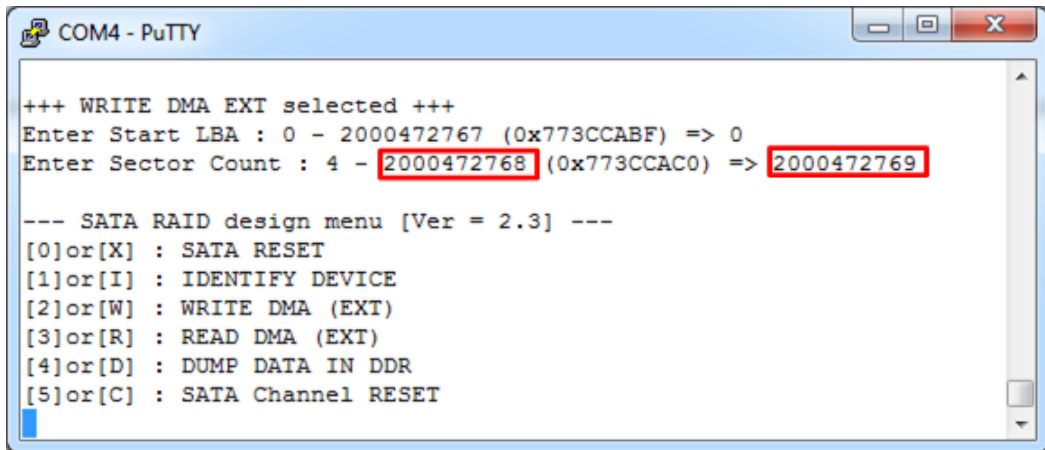 COM4 - PuTTY
+++ WRITE DMA EXT selected +++
Enter Start LBA : 0 - 2000472767 (0x773CCABF) => 0
Enter Sector Count : 4 - 2000472768 (0x773CCAC0) => 2000472769
--- SATA RAID design menu [Ver = 2.3] ---
[0]or[X] : SATA RESET
[1]or[I] : IDENTIFY DEVICE
[2]or[W] : WRITE DMA (EXT)
[3]or[R] : READ DMA (EXT)
[4]or[D] : DUMP DATA IN DDR
[5]or[C] : SATA Channel RESET